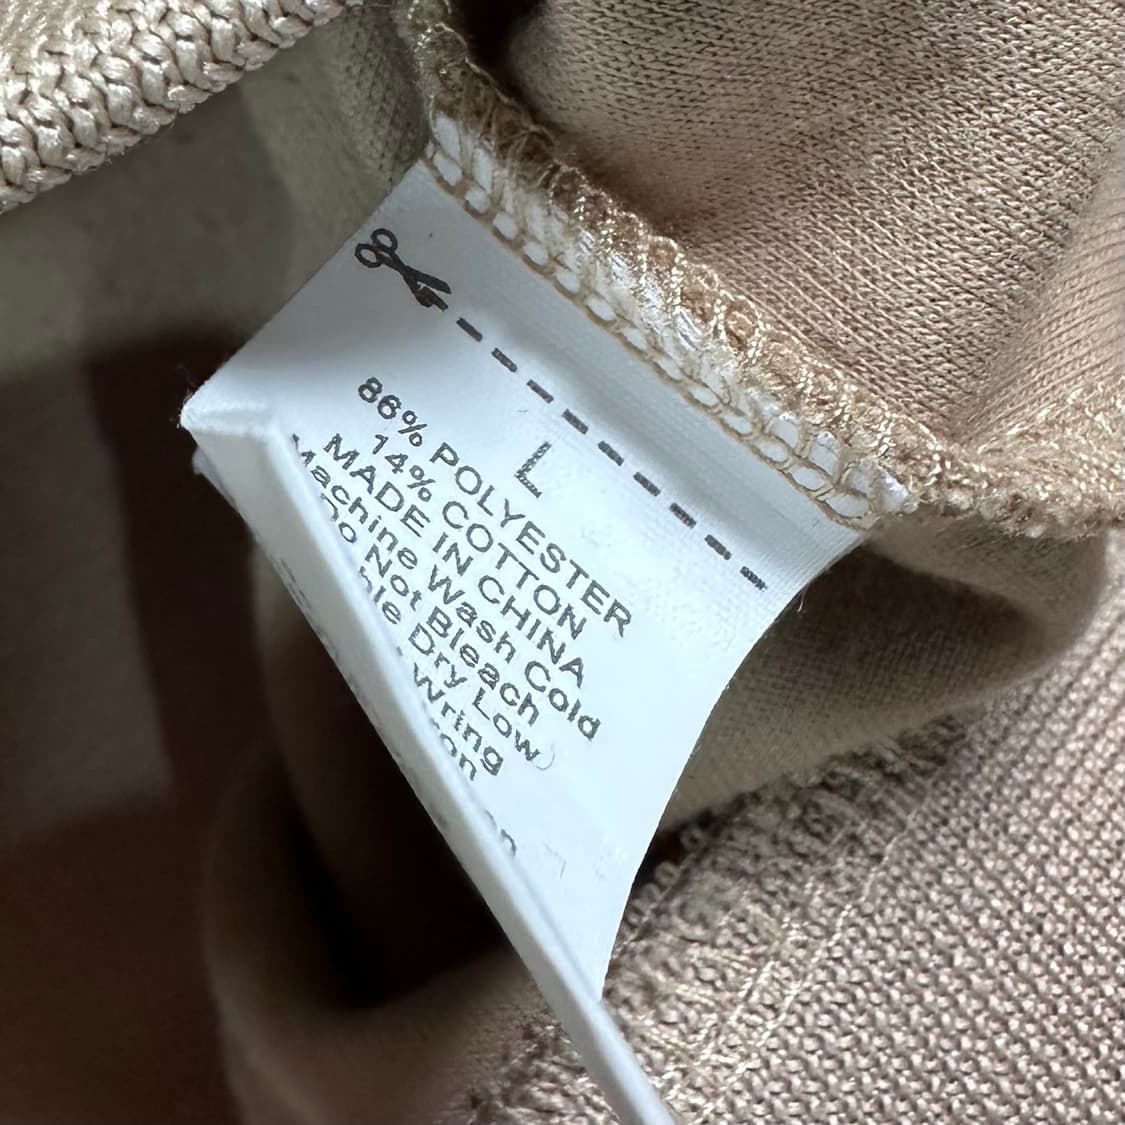 L
86% POLYESTER
14% COTTON
MADE IN CHINA
Machine Wash Cold
Do Not Bleach
Dry Low
Wring